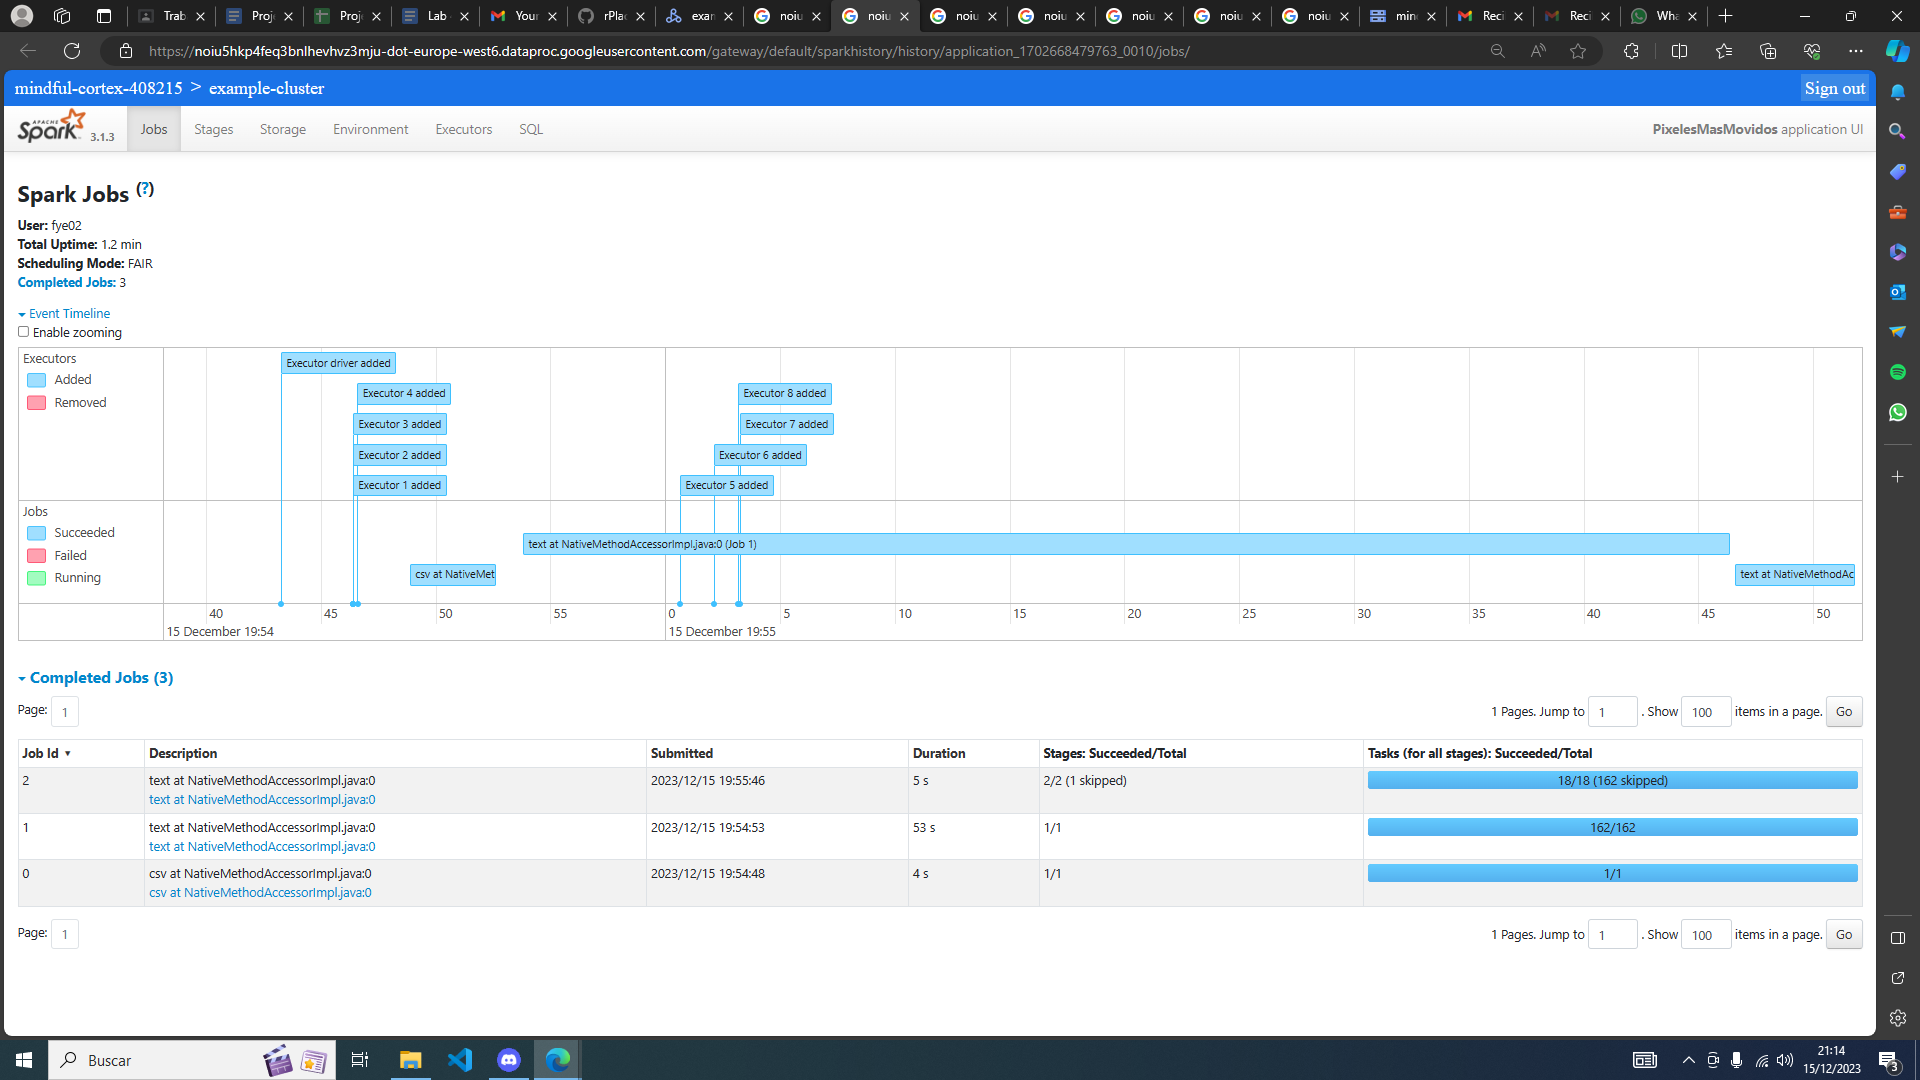 Trab
Proje
Proje
Lab
Your
rPlac
exam
noiu
noiu
noiu
noiu
noiu
noiu
noiu
mind
Reci
Reci
Wha
https://noiu5hkp4feq3bnlhevhvz3mju-dot-europe-west6.dataproc.googleusercontent.com/gateway/default/sparkhistory/history/application_1702668479763_0010/jobs/
mindful-cortex-408215 > example-cluster
Sign out
APACHE Spark 3.1.3
Jobs Stages Storage Environment Executors SQL
PixelesMasMovidos application UI
Spark Jobs (?)
User: fye02
Total Uptime: 1.2 min
Scheduling Mode: FAIR
Completed Jobs: 3
Event Timeline
Enable zooming
Executors
Added
Removed
Executor driver added
Executor 4 added
Executor 8 added
Executor 3 added
Executor 7 added
Executor 2 added
Executor 6 added
Executor 1 added
Executor 5 added
Jobs
Succeeded
Failed
Running
text at NativeMethodAccessorImpl.java:0 (Job 1)
csv at NativeMet
text at NativeMethodAc
40 45 50 55 0 5 10 15 20 25 30 35 40 45 50
15 December 19:54
15 December 19:55
Completed Jobs (3)
Page: 1
1 Pages. Jump to 1 . Show 100 items in a page. Go
Job Id ▾ Description Submitted Duration Stages: Succeeded/Total Tasks (for all stages): Succeeded/Total
2 text at NativeMethodAccessorImpl.java:0 2023/12/15 19:55:46 5 s 2/2 (1 skipped) 18/18 (162 skipped)
text at NativeMethodAccessorImpl.java:0
1 text at NativeMethodAccessorImpl.java:0 2023/12/15 19:54:53 53 s 1/1 162/162
text at NativeMethodAccessorImpl.java:0
0 csv at NativeMethodAccessorImpl.java:0 2023/12/15 19:54:48 4 s 1/1 1/1
csv at NativeMethodAccessorImpl.java:0
Page: 1
1 Pages. Jump to 1 . Show 100 items in a page. Go
Buscar
21:14
15/12/2023
3